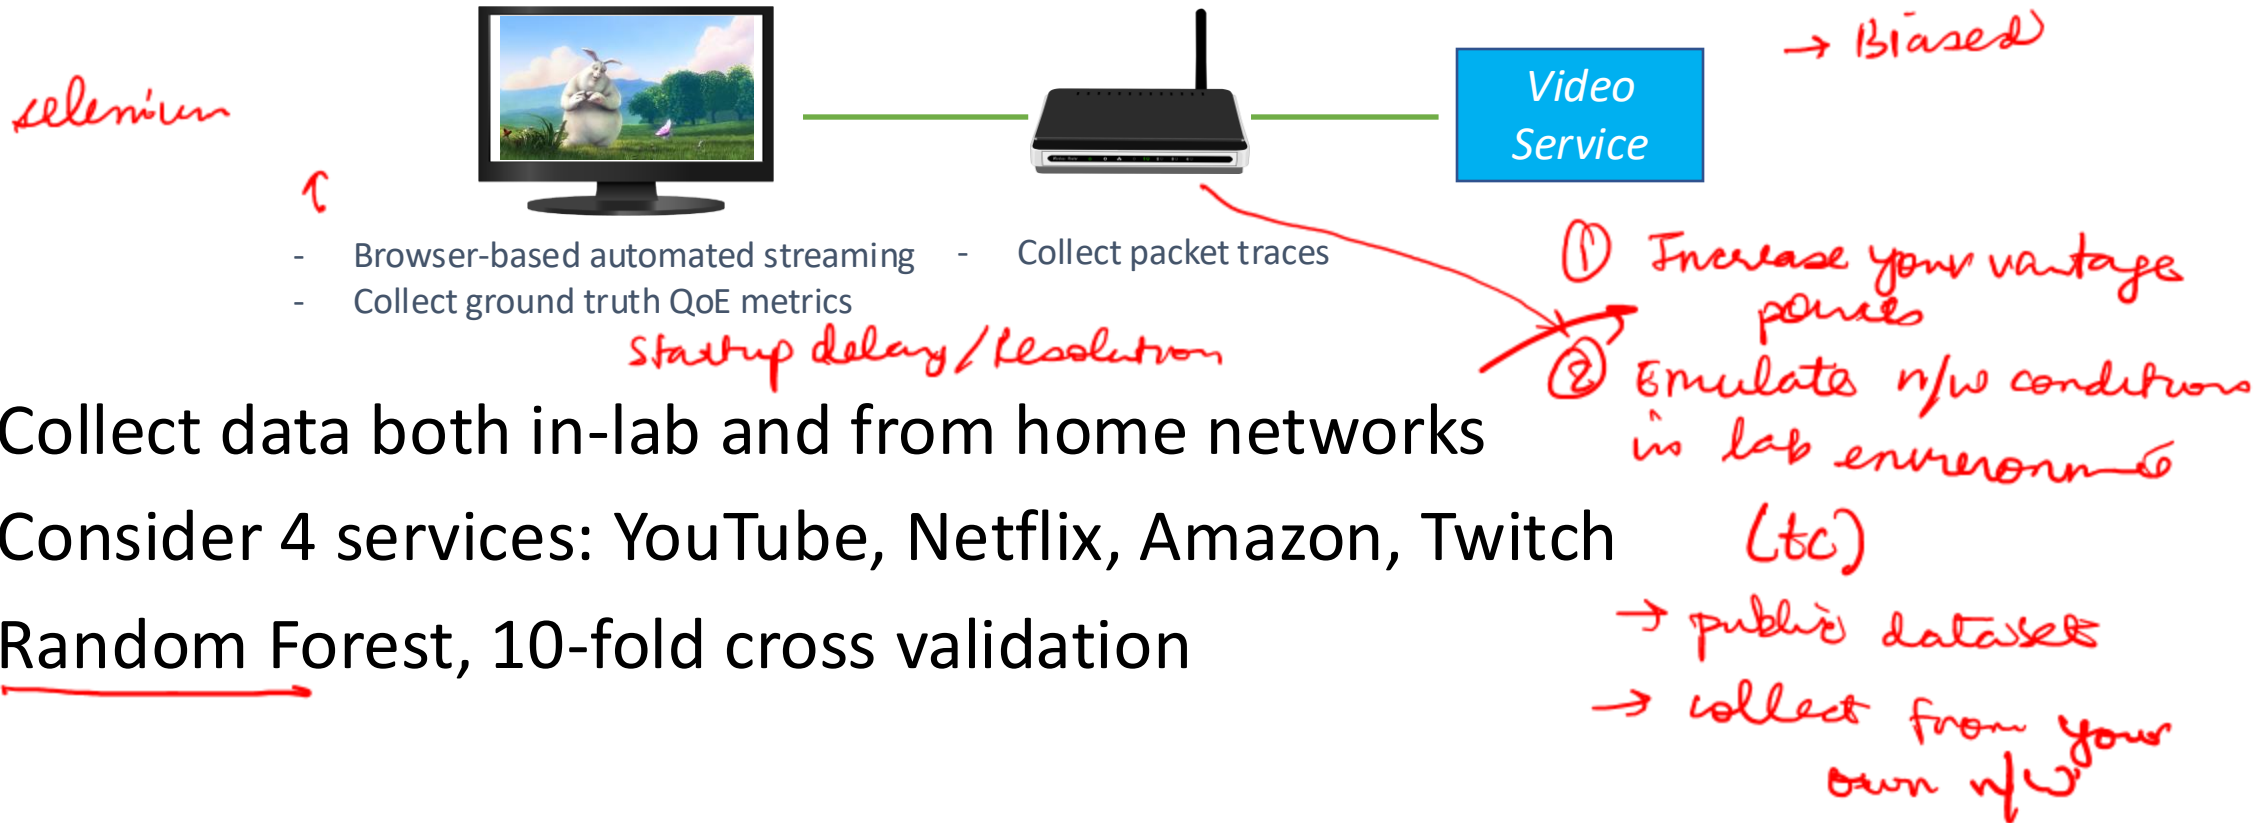 selenium
Video
Service
→ Biased
- Browser-based automated streaming
- Collect ground truth QoE metrics
- Collect packet traces
Startup delay/Resolution
① Increase your vantage
points
② Emulate n/w conditions
in lab environment
(tc)
→ public datasets
→ collect from your
own n/w
Collect data both in-lab and from home networks
Consider 4 services: YouTube, Netflix, Amazon, Twitch
Random Forest, 10-fold cross validation